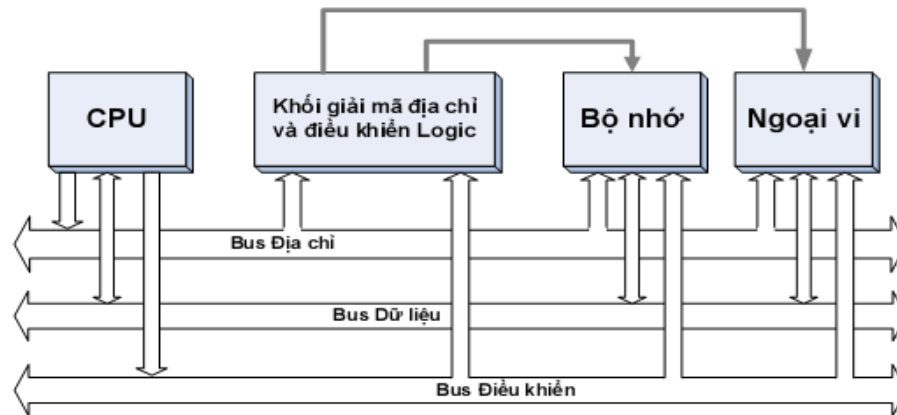 CPU
Khối giải mã địa chỉ
và điều khiển Logic
Bộ nhớ
Ngoại vi
Bus Địa chỉ
Bus Dữ liệu
Bus Điều khiển